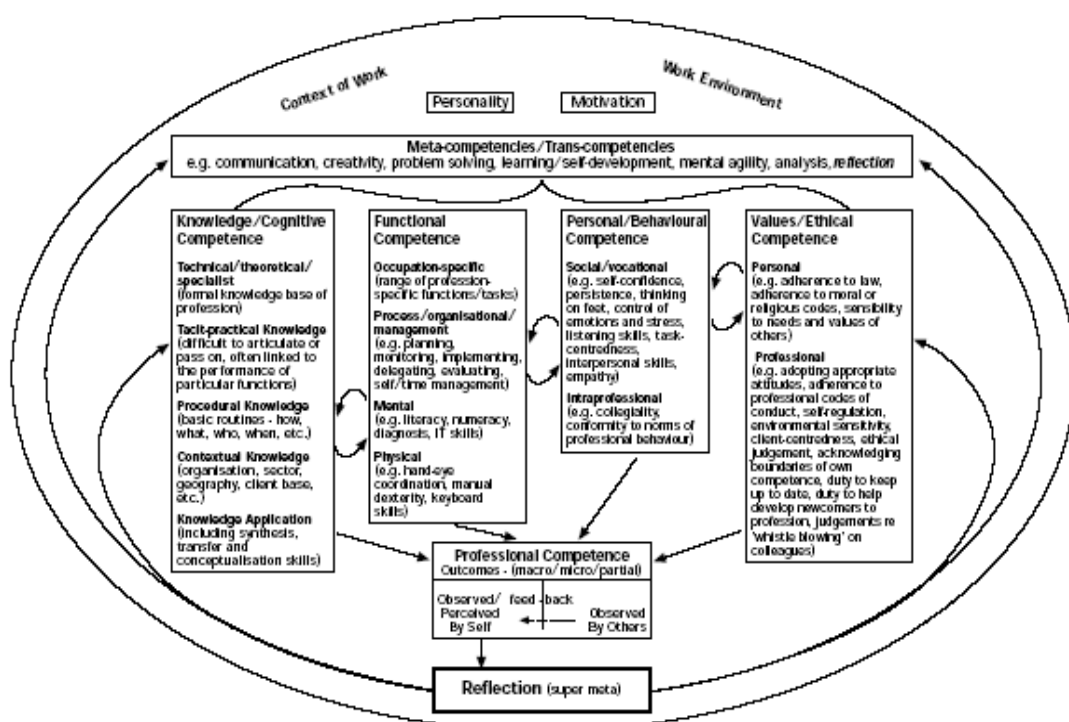 Context of Work
Work Environment
Personality
Motivation
Meta-competencies/Trans-competencies
e.g. communication, creativity, problem solving, learning/self-development, mental agility, analysis, reflection
Knowledge/Cognitive
Competence
Technical/theoretical/
specialist
(formal knowledge base of
profession)
Tacit-practical Knowledge
(difficult to articulate or
pass on, often linked to
the performance of
particular functions)
Procedural Knowledge
(basic routines - how,
what, who, when, etc.)
Contextual Knowledge
(organisation, sector,
geography, client base,
etc.)
Knowledge Application
(including synthesis,
transfer and
conceptualisation skills)
Functional
Competence
Occupation-specific
(range of profession-
specific functions/tasks)
Process/organisational/
management
(e.g. planning,
monitoring, implementing,
delegating, evaluating,
self/time management)
Mental
(e.g. literacy, numeracy,
diagnosis, IT skills)
Physical
(e.g. hand-eye
coordination, manual
dexterity, keyboard
skills)
Personal/Behavioural
Competence
Social/vocational
(e.g. self-confidence,
persistence, thinking
on feet, control of
emotions and stress,
listening skills, task-
centredness,
interpersonal skills,
empathy)
Intraprofessional
(e.g. collegiality,
conformity to norms of
professional behaviour)
Values/Ethical
Competence
Personal
(e.g. adherence to law,
adherence to moral or
religious codes, sensibility
to needs and values of
others)
Professional
(e.g. adopting appropriate
attitudes, adherence to
professional codes of
conduct, self-regulation,
environmental sensitivity,
client-centredness, ethical
judgement, acknowledging
boundaries of own
competence, duty to keep
up to date, duty to help
develop newcomers to
profession, judgements re
'whistle blowing' on
colleagues)
Professional Competence
Outcomes - (macro/micro/partial)
Observed/ feed-back
Perceived
By Self
Observed
By Others
Reflection (super meta)